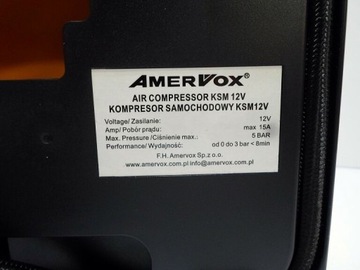 AMERVOX®
AIR COMPRESSOR KSM 12V
KOMPRESOR SAMOCHODOWY KSM12V
Voltage/ Zasilanie: 12V
Amp/ Pobór prądu: max 15A
Max. Pressure /Ciśnienie max.: 5 BAR
Performance/ Wydajność: od 0 do 3 bar < 8min
F.H. Amervox Sp.z o.o.
www.amervox.com.pl info@amervox.com.pl